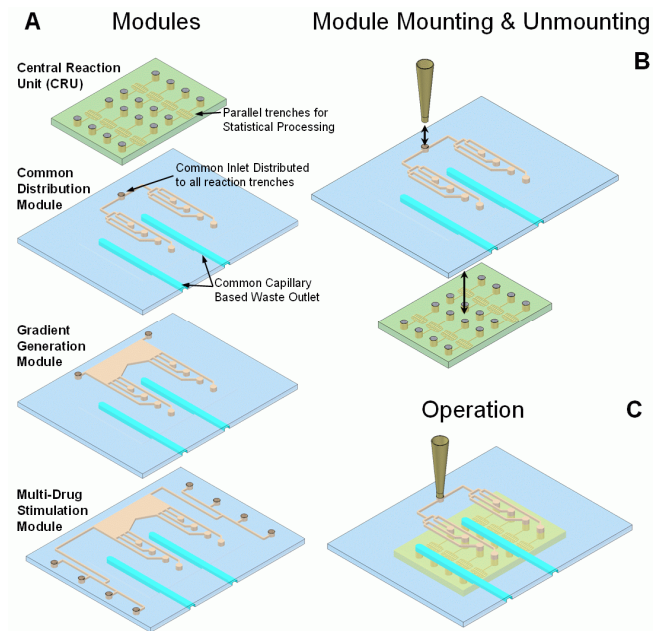 A
Modules
Module Mounting & Unmounting
Central Reaction
Unit (CRU)
Parallel trenches for
Statistical Processing
B
Common
Distribution
Module
Common Inlet Distributed
to all reaction trenches
Common Capillary
Based Waste Outlet
Gradient
Generation
Module
Operation
C
Multi-Drug
Stimulation
Module